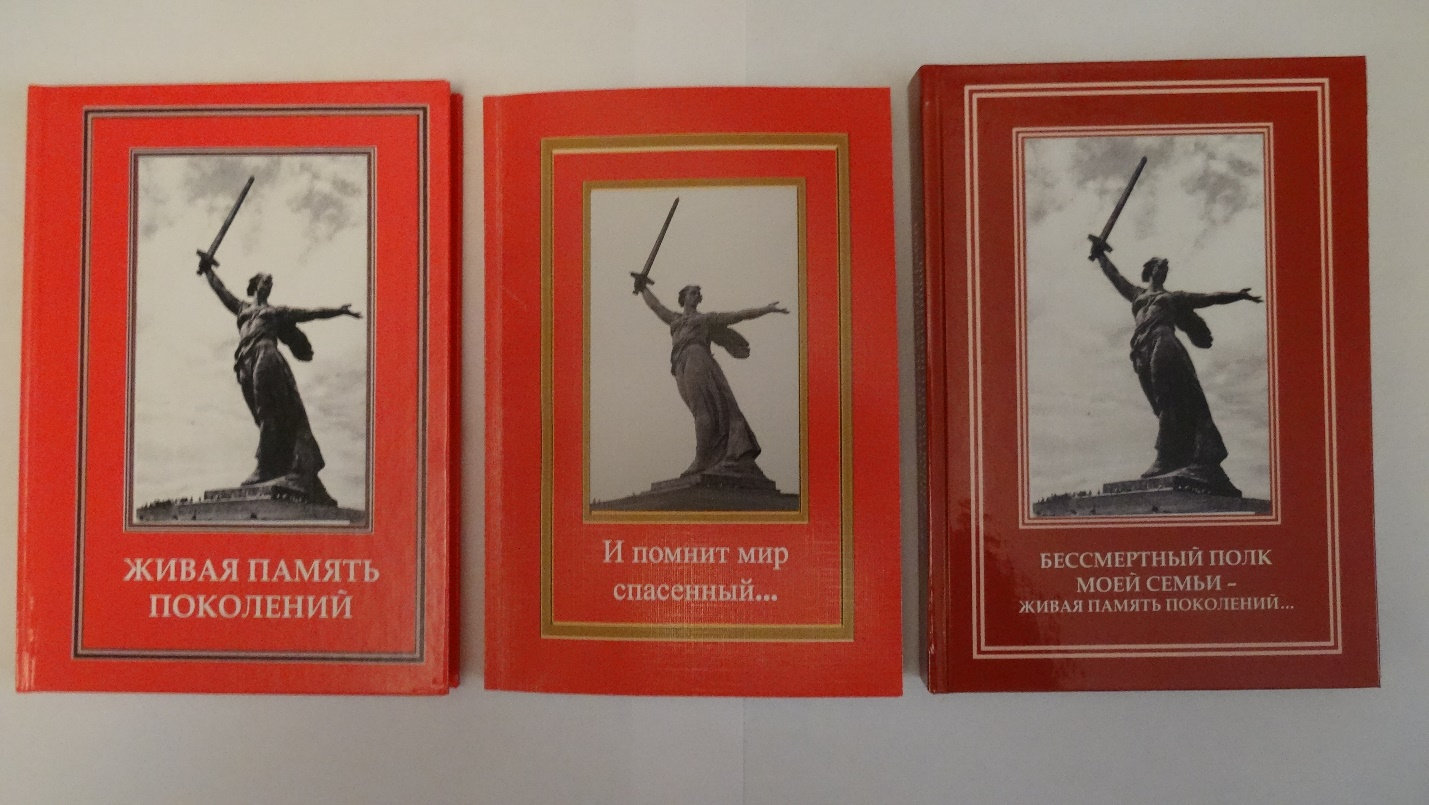 ЖИВАЯ ПАМЯТЬ
ПОКОЛЕНИЙ
И помнит мир
спасенный...
БЕССМЕРТНЫЙ ПОЛК
МОЕЙ СЕМЬИ –
ЖИВАЯ ПАМЯТЬ ПОКОЛЕНИЙ...